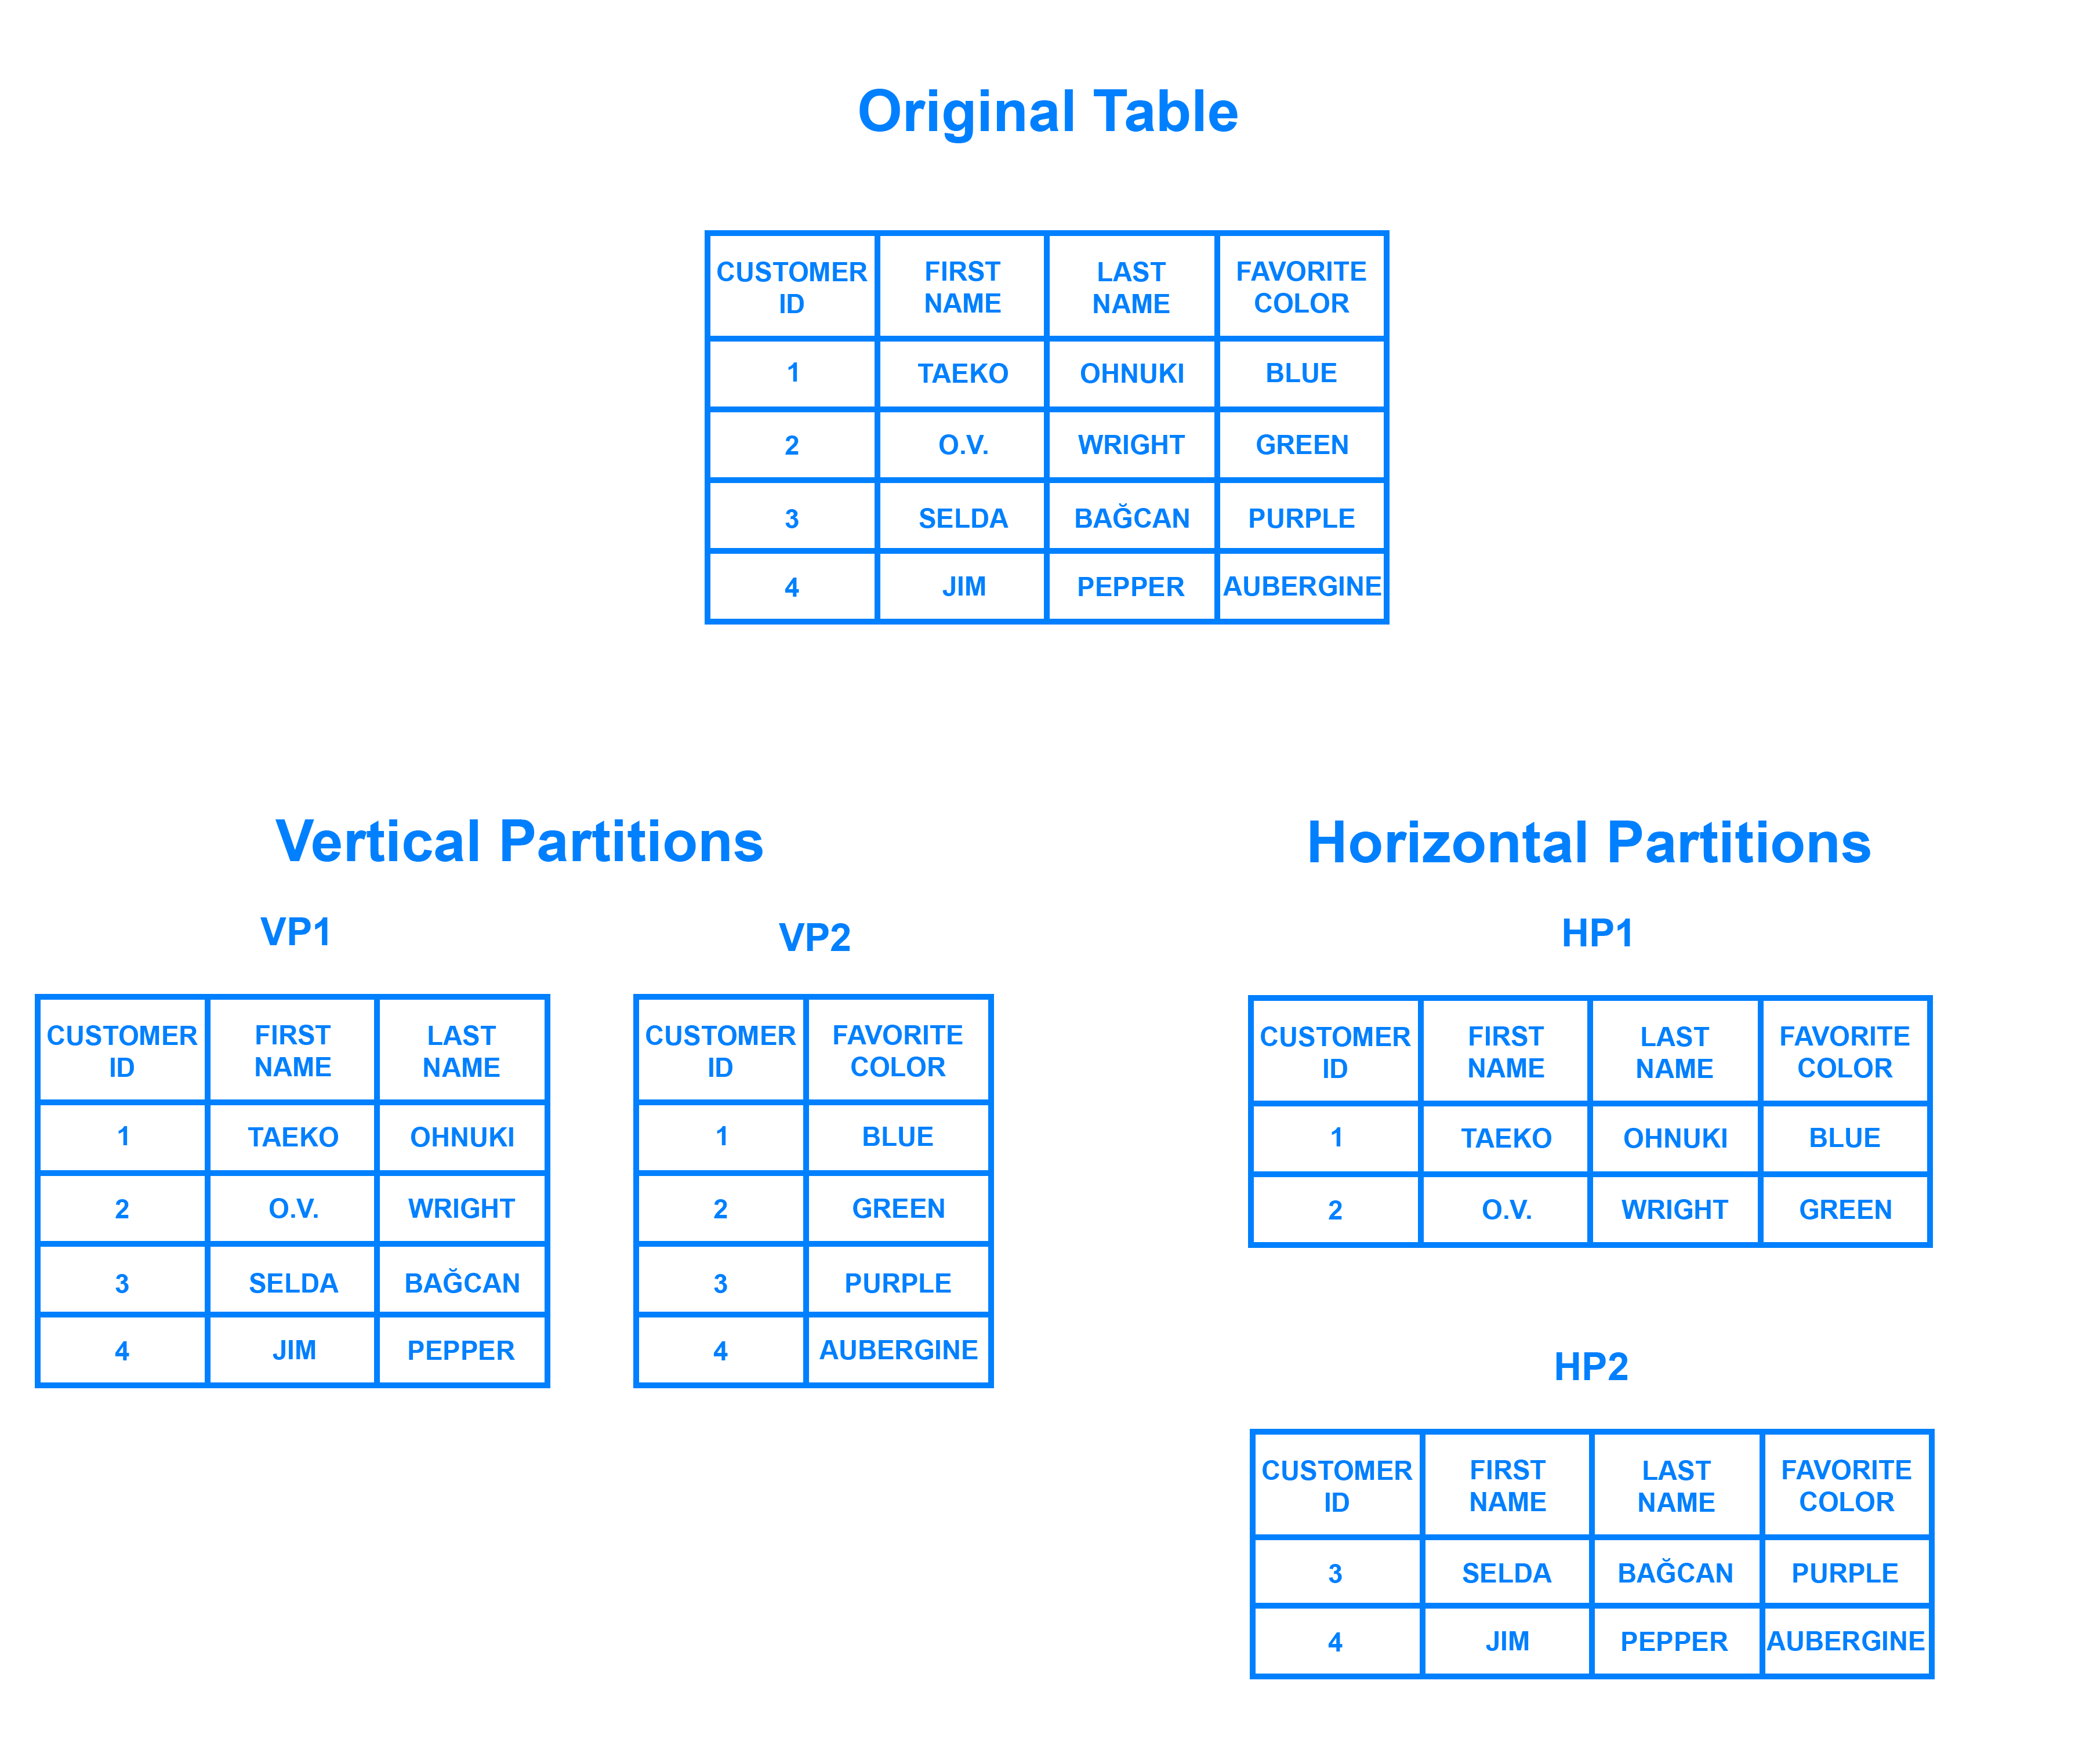 Original Table
CUSTOMER ID FIRST NAME LAST NAME FAVORITE COLOR
1 TAEKO OHNUKI BLUE
2 O.V. WRIGHT GREEN
3 SELDA BAĞCAN PURPLE
4 JIM PEPPER AUBERGINE
Vertical Partitions
VP1
CUSTOMER ID FIRST NAME LAST NAME
1 TAEKO OHNUKI
2 O.V. WRIGHT
3 SELDA BAĞCAN
4 JIM PEPPER
VP2
CUSTOMER ID FAVORITE COLOR
1 BLUE
2 GREEN
3 PURPLE
4 AUBERGINE
Horizontal Partitions
HP1
CUSTOMER ID FIRST NAME LAST NAME FAVORITE COLOR
1 TAEKO OHNUKI BLUE
2 O.V. WRIGHT GREEN
HP2
CUSTOMER ID FIRST NAME LAST NAME FAVORITE COLOR
3 SELDA BAĞCAN PURPLE
4 JIM PEPPER AUBERGINE